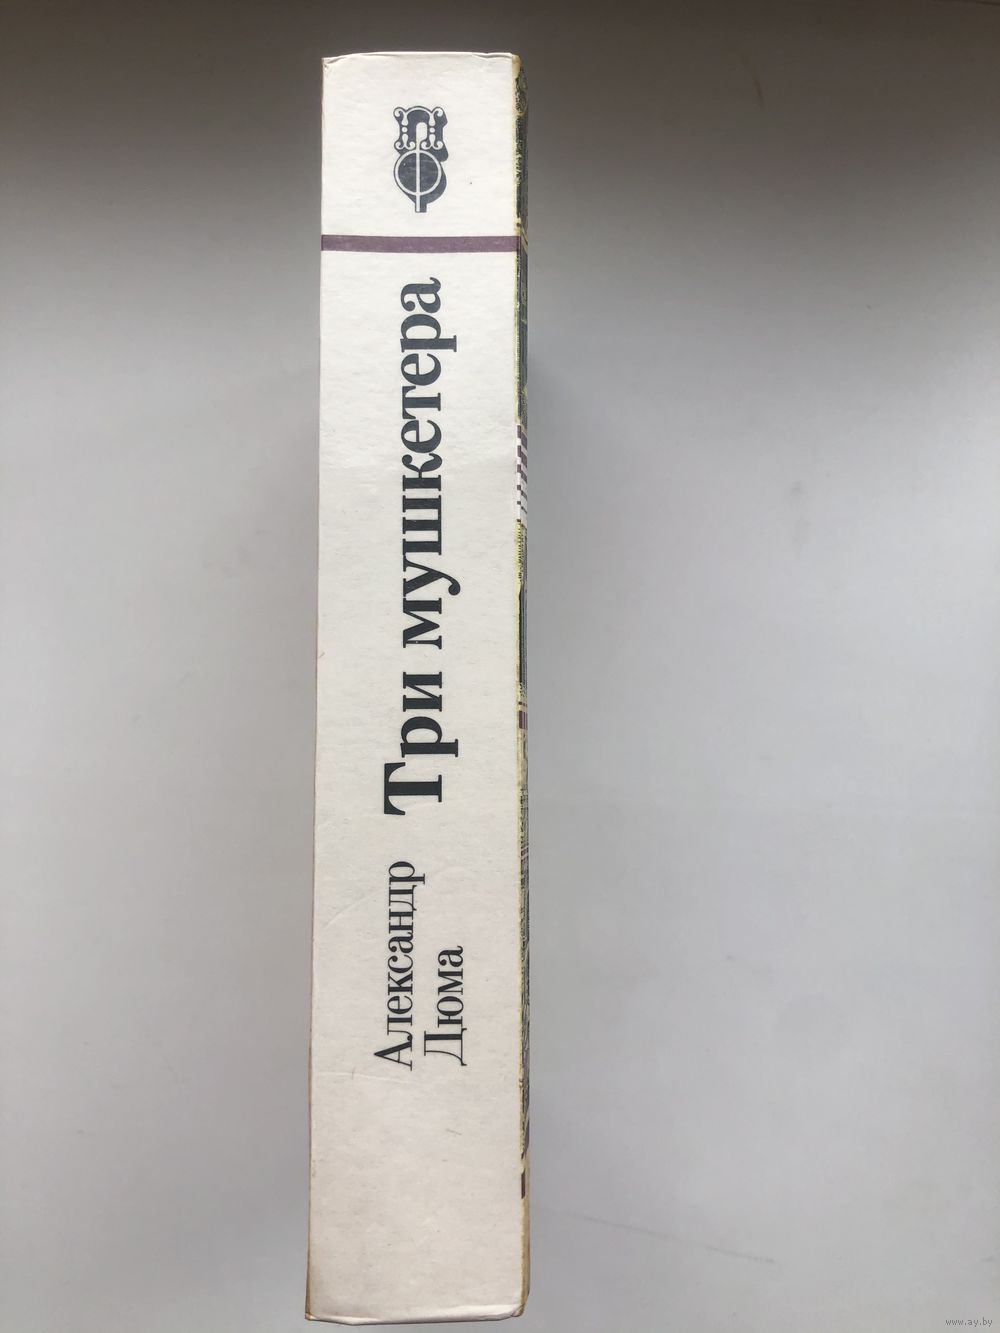 Александр
Дюма
Три мушкетера
www.ay.by